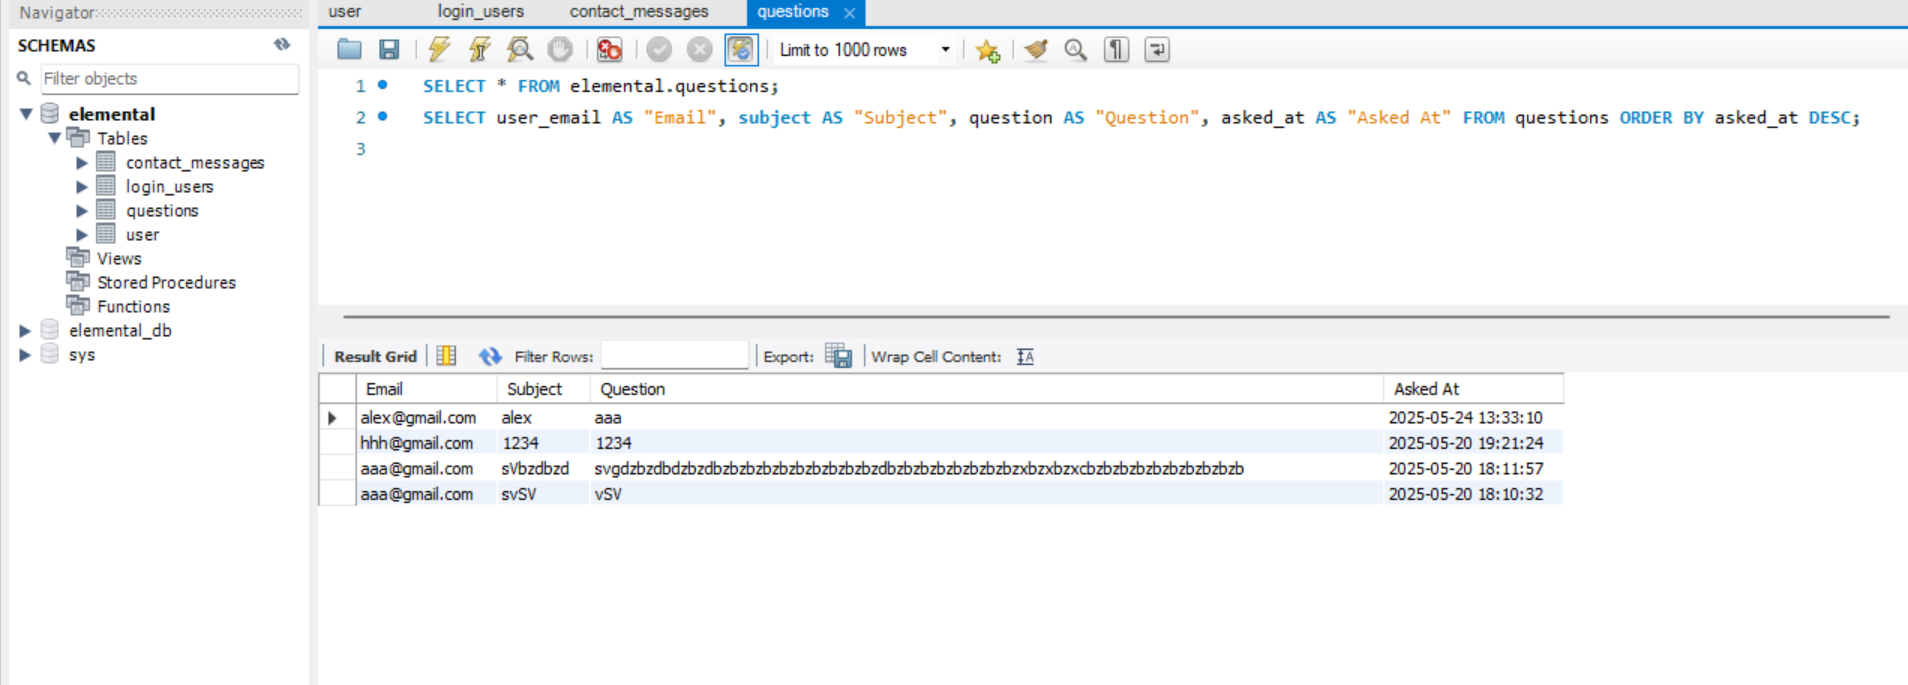 Navigator
SCHEMAS
Filter objects
elemental
Tables
contact_messages
login_users
questions
user
Views
Stored Procedures
Functions
elemental_db
sys
user login_users contact_messages questions
Limit to 1000 rows
1 SELECT * FROM elemental.questions;
2 SELECT user_email AS "Email", subject AS "Subject", question AS "Question", asked_at AS "Asked At" FROM questions ORDER BY asked_at DESC;
3
Result Grid Filter Rows: Export: Wrap Cell Content:
Email Subject Question Asked At
alex@gmail.com alex aaa 2025-05-24 13:33:10
hhh@gmail.com 1234 1234 2025-05-20 19:21:24
aaa@gmail.com sVbzdbzd 2025-05-20 18:11:57
aaa@gmail.com svSV vSV 2025-05-20 18:10:32